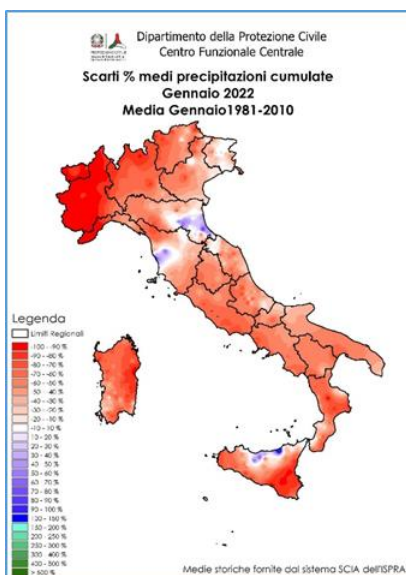 Dipartimento della Protezione Civile
Centro Funzionale Centrale
Scarti % medi precipitazioni cumulate
Gennaio 2022
Media Gennaio1981-2010
Legenda
Limiti Regionali
-100 - -90 %
-90 - -80 %
-80 - -70 %
-70 - -60 %
-60 - -50 %
-50 - -40 %
-40 - -30 %
-30 - -20 %
-20 - -10 %
-10 - 10 %
10 - 20 %
20 - 30 %
30 - 40 %
40 - 50 %
50 - 60 %
60 - 70 %
70 - 80 %
80 - 90 %
90 - 100 %
100 - 150 %
150 - 200 %
200 - 250 %
250 - 300 %
300 - 400 %
400 - 500 %
> 500 %
Medie storiche fornite dal sistema SCIA dell'ISPRA